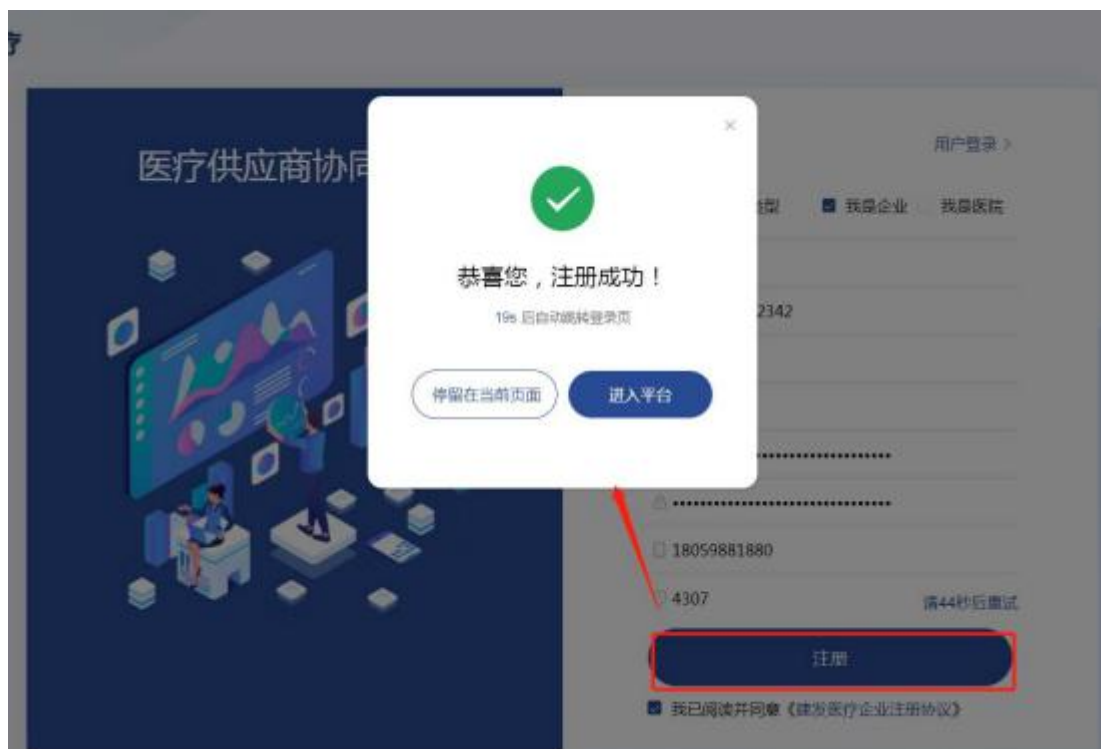 疗
医疗供应商协同
用户登录 >
类型 我是企业 我是医院
恭喜您，注册成功！
19s 后自动跳转登录页
2342
停留在当前页面 进入平台
18059881880
4307 请44秒后重试
注册
我已阅读并同意《建发医疗企业注册协议》